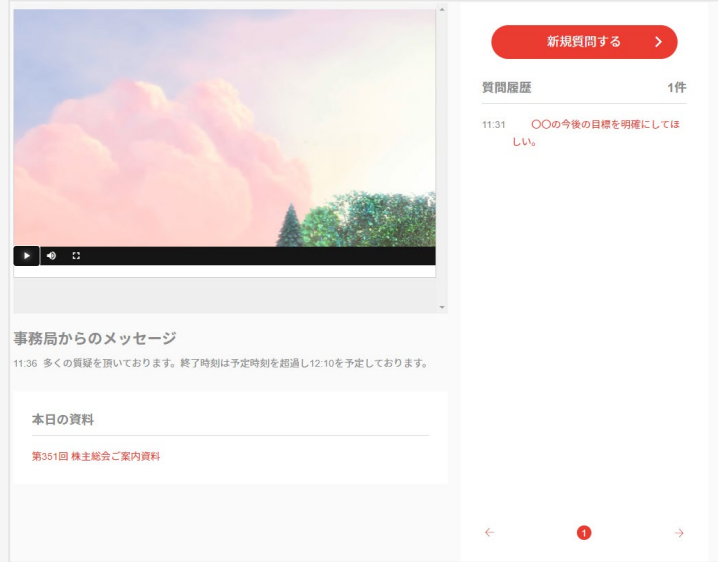 新規質問する
質問履歴 1件
11:31 〇〇の今後の目標を明確にしてほ
しい。
事務局からのメッセージ
11:36 多くの質疑を頂いております。終了時刻は予定時刻を超過し12:10を予定しております。
本日の資料
第351回 株主総会ご案内資料
1